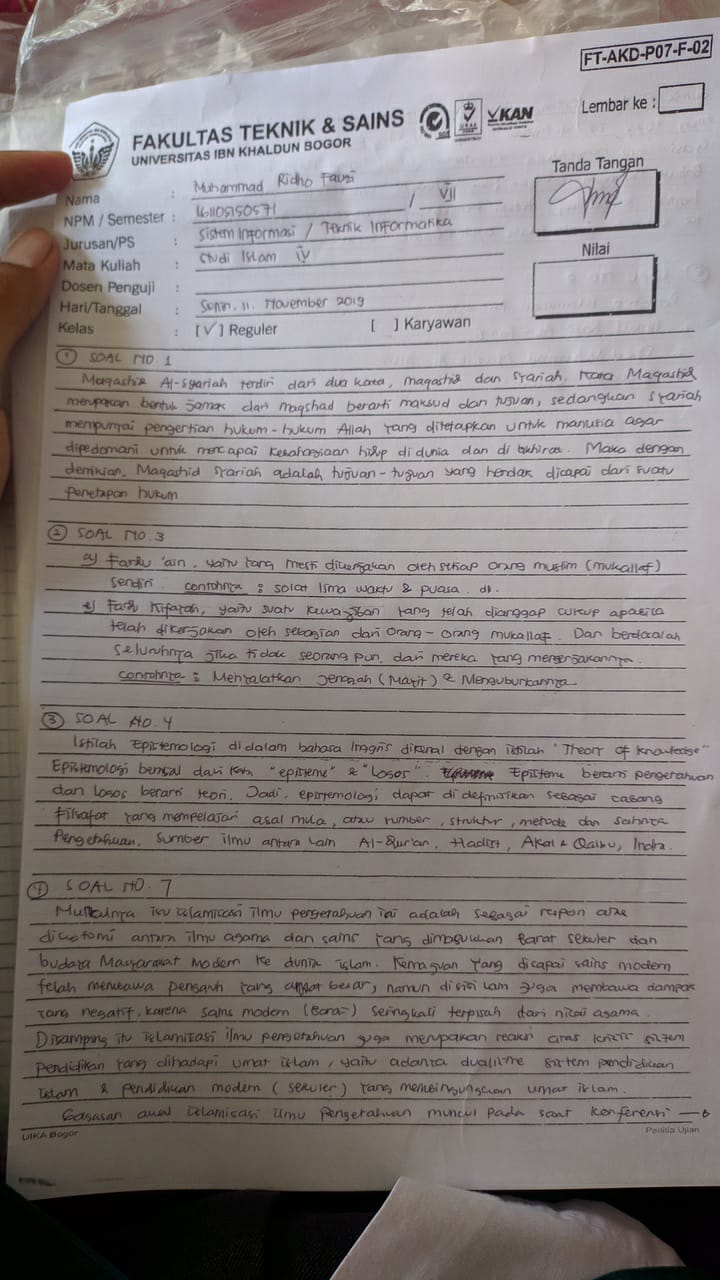 FT-AKD-P07-F-02
Lembar ke :
FAKULTAS TEKNIK & SAINS
UNIVERSITAS IBN KHALDUN BOGOR
KAN
Tanda Tangan
Nilai
Nama : Muhammad Ridho Fauzi
NPM / Semester : 161105150571 / VII
Jurusan/PS : Sistem Informasi / Teknik Informatika
Mata Kuliah : Studi Islam IV
Dosen Penguji :
Hari/Tanggal : Senin, 11. November 2019
Kelas : [V] Reguler [ ] Karyawan
1 SOAL NO. 1
Maqashid Al-Syariah terdiri dari dua kata, maqashid dan Syariah. Kata Maqashid
merupakan bentuk jamak dari maqshad berarti maksud dan tujuan, sedangkan Syariah
mempunyai pengertian hukum-hukum Allah yang ditetapkan untuk manusia agar
dipedomani untuk mencapai kebahagiaan hidup di dunia dan di akhirat. Maka dengan
demikian, Maqashid Syariah adalah tujuan-tujuan yang hendak dicapai dari suatu
Penetapan hukum.
2 SOAL NO. 3
a) Fardu 'ain, yaitu yang mesti dikerjakan oleh setiap orang muslim (mukallaf)
Sendiri. contohnya : solat lima waktu & puasa.
b) Fardu Kifayah, yaitu suatu kewajiban yang telah dianggap cukup apabila
telah dikerjakan oleh sebagian dari orang-orang mukallaf. Dan berdosalah
Seluruhnya jika tidak seorang pun, dari mereka yang mengerjakannya.
Contohnya : Menyalatkan Jenazah (Mayit) & Menguburkannya
3 SOAL NO. 4
Istilah Epistemologi di dalam bahasa Inggris dikenal dengan istilah "Theory of knowledge"
Epistemologi berasal dari kata "episteme" & "Logos". Episteme berarti pengetahuan
dan Logos berarti teori. Jadi, epistemologi dapat di definisikan sebagai cabang
Filsafat yang mempelajari asal mula, atau sumber, struktur, metode dan sahnya
Pengetahuan. Sumber ilmu antara lain Al-Qur'an, Hadist, Akal & Qalbu, Indra.
4 SOAL NO. 7
Munculnya isu islamisasi ilmu pengetahuan ini adalah sebagai respon atas
dikotomi antara ilmu agama dan sains yang dimasukkan Barat sekuler dan
budaya Masyarakat modern ke dunia islam. Kemajuan yang dicapai sains modern
telah membawa pengaruh yang amat besar, namun disisi lain juga membawa dampak
yang negatif, karena sains modern (Barat) Seringkali terpisah dari nilai agama.
Disamping itu islamisasi ilmu pengetahuan juga merupakan reaksi atas krisis sistem
pendidikan yang dihadapi umat islam, yaitu adanya dualisme sistem pendidikan
islam & pendidikan modern (sekuler) yang membingungkan umat islam.
Gagasan awal islamisasi ilmu pengetahuan muncul pada saat konferensi
UIKA Bogor
Panitia Ujian